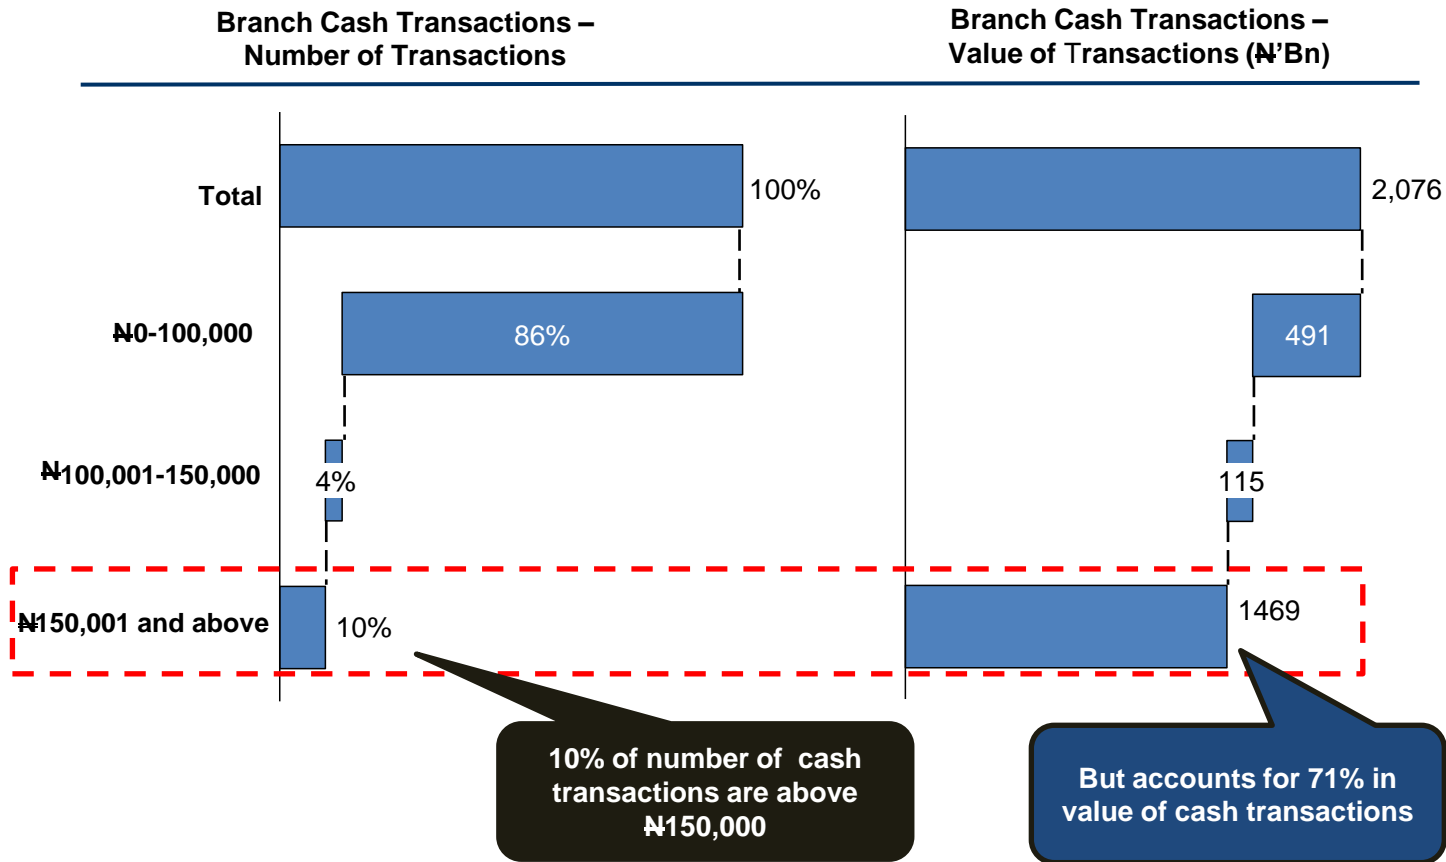 Branch Cash Transactions –
Number of Transactions
Branch Cash Transactions –
Value of Transactions (₦’Bn)
Total
100%
2,076
₦0-100,000
86%
491
₦100,001-150,000
4%
115
₦150,001 and above
10%
1469
10% of number of cash
transactions are above
₦150,000
But accounts for 71% in
value of cash transactions